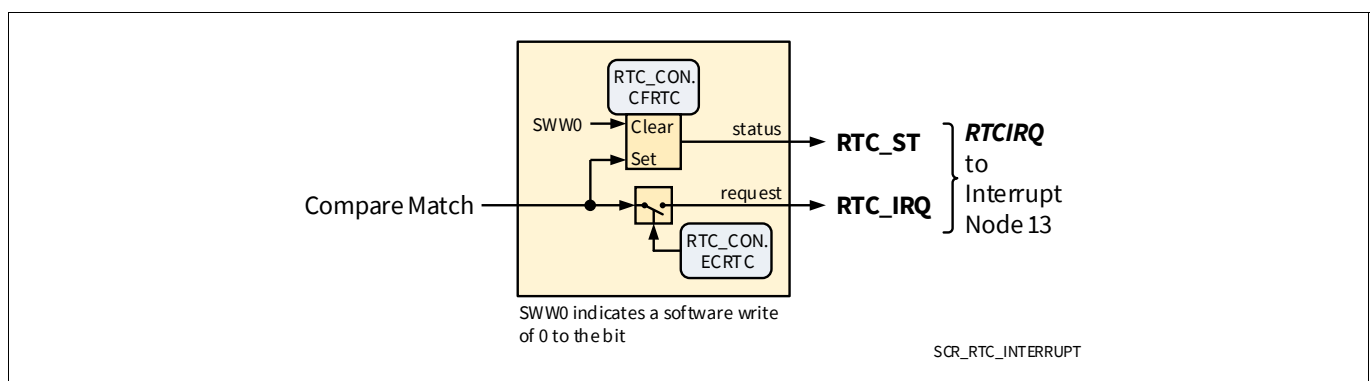 RTC_CON.
CFRTC
SWW0
Clear
status
RTC_ST
Set
Compare Match
request
RTC_IRQ
RTC_CON.
ECRTC
RTCIRQ
to
Interrupt
Node 13
SWW0 indicates a software write
of 0 to the bit
SCR_RTC_INTERRUPT